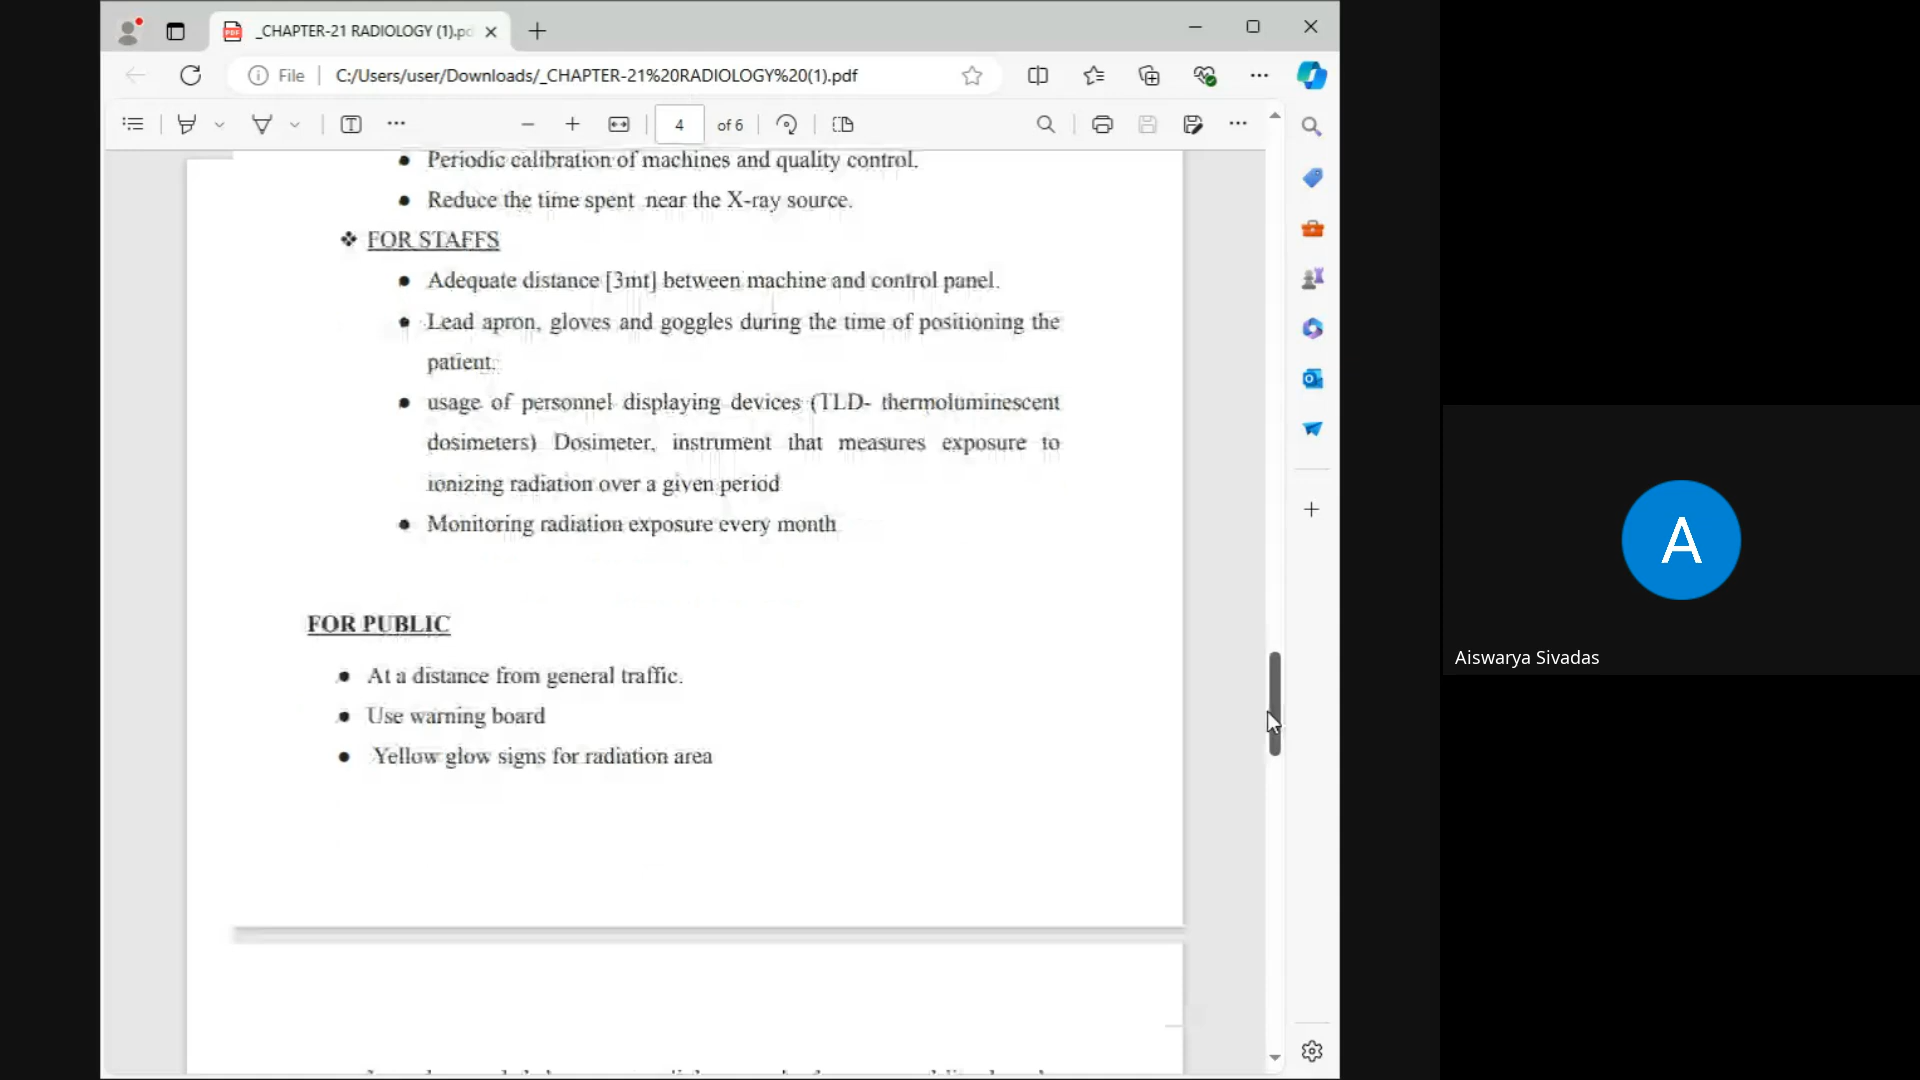 _CHAPTER-21 RADIOLOGY (1).pd
File
C:/Users/user/Downloads/_CHAPTER-21%20RADIOLOGY%20(1).pdf
4 of 6
Periodic calibration of machines and quality control.
Reduce the time spent near the X-ray source.
FOR STAFFS
Adequate distance [3mt] between machine and control panel.
Lead apron, gloves and goggles during the time of positioning the
patient.
usage of personnel displaying devices (TLD- thermoluminescent
dosimeters) Dosimeter, instrument that measures exposure to
ionizing radiation over a given period
Monitoring radiation exposure every month
FOR PUBLIC
At a distance from general traffic.
Use warning board
Yellow glow signs for radiation area
A
Aiswarya Sivadas